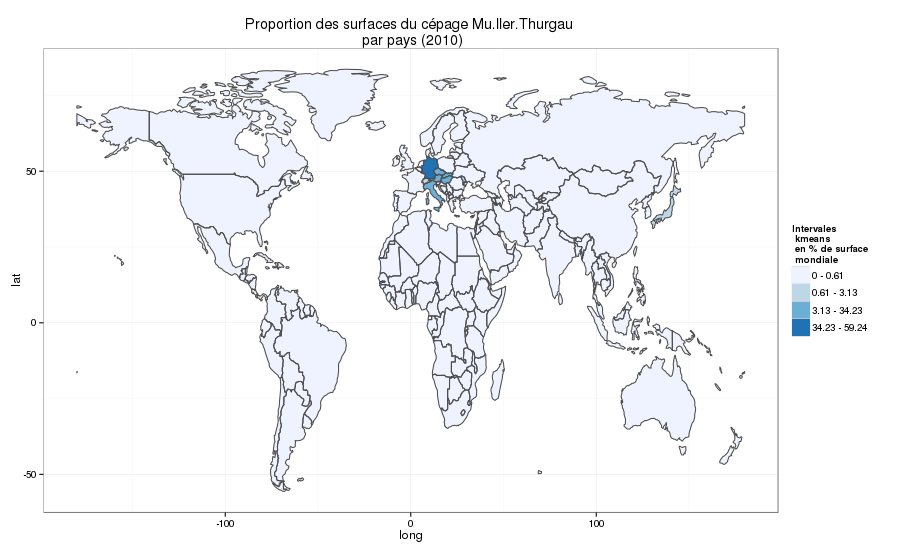 Proportion des surfaces du cépage Mu.ller.Thurgau
par pays (2010)
50
0
-50
lat
-100
0
100
long
Intervales
kmeans
en % de surface
mondiale
0 - 0.61
0.61 - 3.13
3.13 - 34.23
34.23 - 59.24